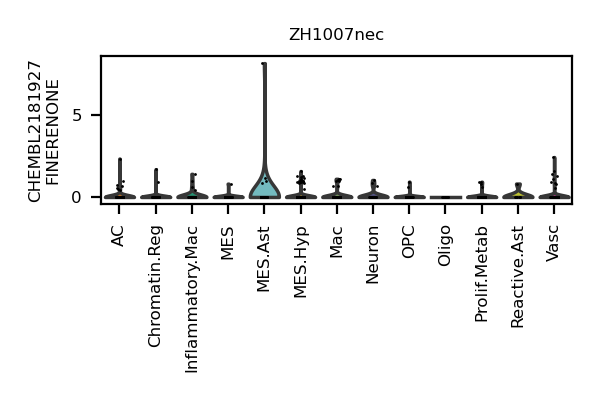 ZH1007nec
CHEMBL2181927
FINERENONE
5
0
AC
Chromatin.Reg
Inflammatory.Mac
MES
MES.Ast
MES.Hyp
Mac
Neuron
OPC
Oligo
Prolif.Metab
Reactive.Ast
Vasc